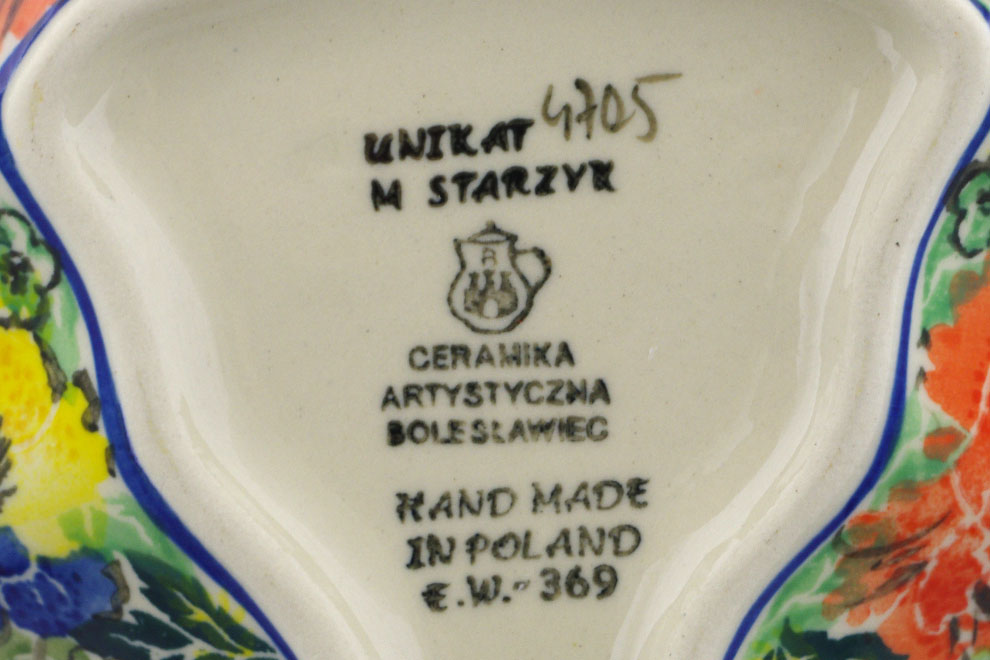 UNIKAT 4705
M STARZYK
CERAMIKA
ARTYSTYCZNA
BOLESŁAWIEC
HAND MADE
IN POLAND
E.W.-369